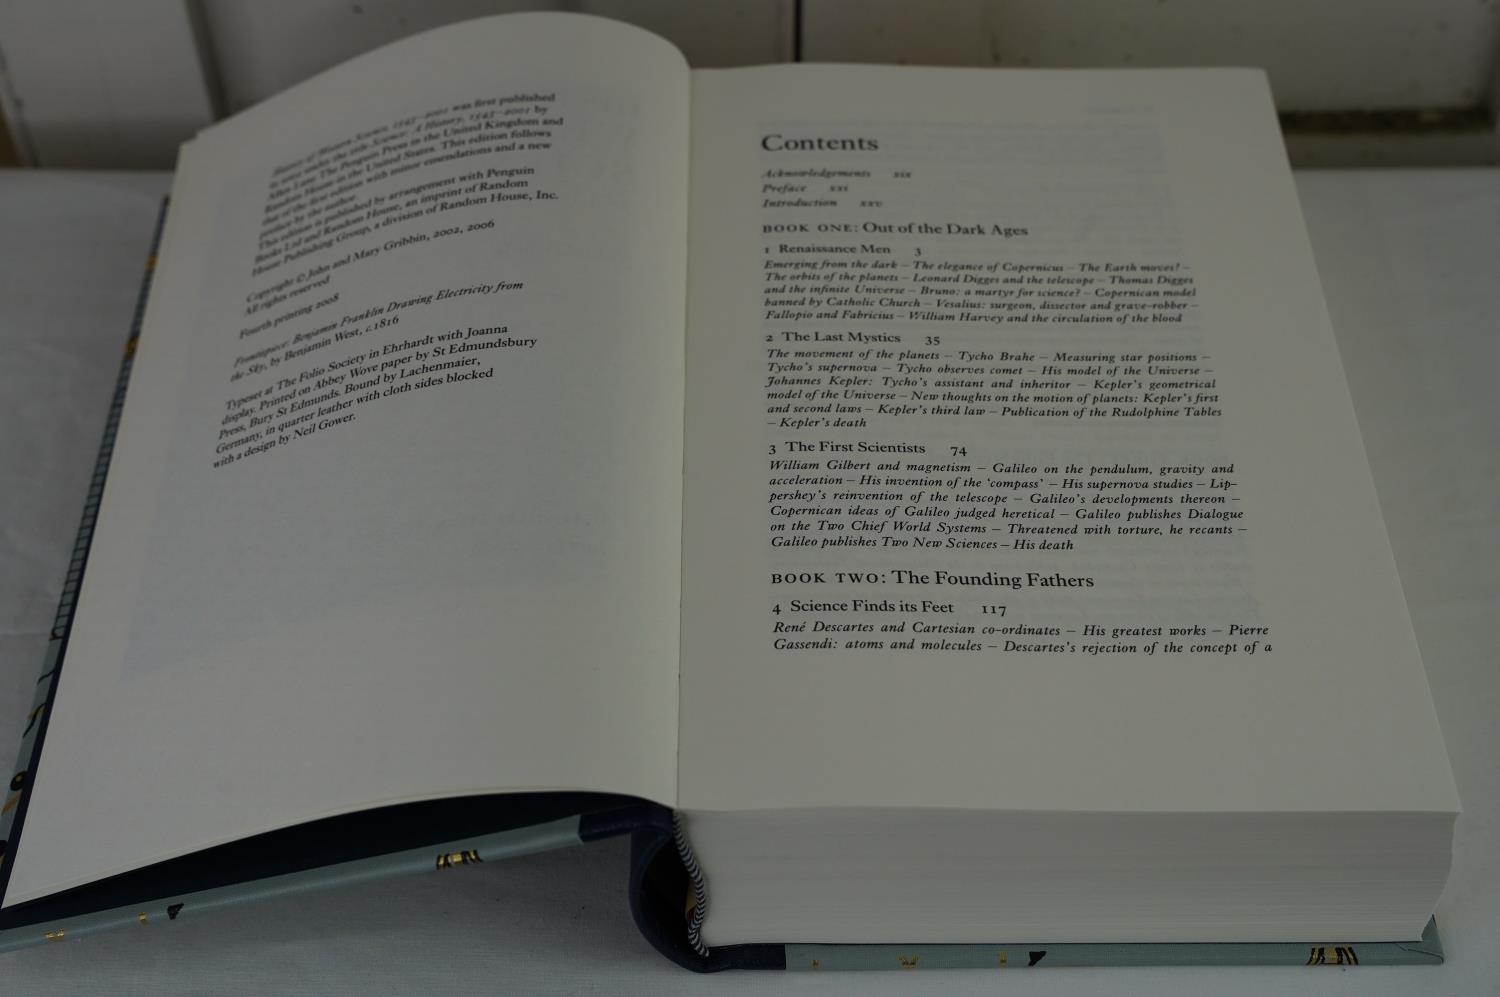 History of Western Science, 1543–2001 was first published
in 2002 under the title Science: A History, 1543–2001 by
Allen Lane The Penguin Press in the United Kingdom and
Random House in the United States. This edition follows
that of the first edition with minor emendations and a new
preface by the author.
This edition is published by arrangement with Penguin
Books Ltd and Random House, an imprint of Random
House Publishing Group, a division of Random House, Inc.
Copyright © John and Mary Gribbin, 2002, 2006
All rights reserved
Fourth printing 2008
Frontispiece: Benjamin Franklin Drawing Electricity from
the Sky, by Benjamin West, c.1816
Typeset at The Folio Society in Ehrhardt with Joanna
display. Printed on Abbey Wove paper by St Edmundsbury
Press, Bury St Edmunds. Bound by Lachenmaier,
Germany, in quarter leather with cloth sides blocked
with a design by Neil Gower.
Contents
Acknowledgements xix
Preface xxi
Introduction xxv
BOOK ONE: Out of the Dark Ages
1 Renaissance Men 3
Emerging from the dark – The elegance of Copernicus – The Earth moves! –
The orbits of the planets – Leonard Digges and the telescope – Thomas Digges
and the infinite Universe – Bruno: a martyr for science? – Copernican model
banned by Catholic Church – Vesalius: surgeon, dissector and grave-robber –
Fallopio and Fabricius – William Harvey and the circulation of the blood
2 The Last Mystics 35
The movement of the planets – Tycho Brahe – Measuring star positions –
Tycho's supernova – Tycho observes comet – His model of the Universe –
Johannes Kepler: Tycho's assistant and inheritor – Kepler's geometrical
model of the Universe – New thoughts on the motion of planets: Kepler's first
and second laws – Kepler's third law – Publication of the Rudolphine Tables
– Kepler's death
3 The First Scientists 74
William Gilbert and magnetism – Galileo on the pendulum, gravity and
acceleration – His invention of the 'compass' – His supernova studies – Lip-
pershey's reinvention of the telescope – Galileo's developments thereon –
Copernican ideas of Galileo judged heretical – Galileo publishes Dialogue
on the Two Chief World Systems – Threatened with torture, he recants –
Galileo publishes Two New Sciences – His death
BOOK TWO: The Founding Fathers
4 Science Finds its Feet 117
René Descartes and Cartesian co-ordinates – His greatest works – Pierre
Gassendi: atoms and molecules – Descartes's rejection of the concept of a